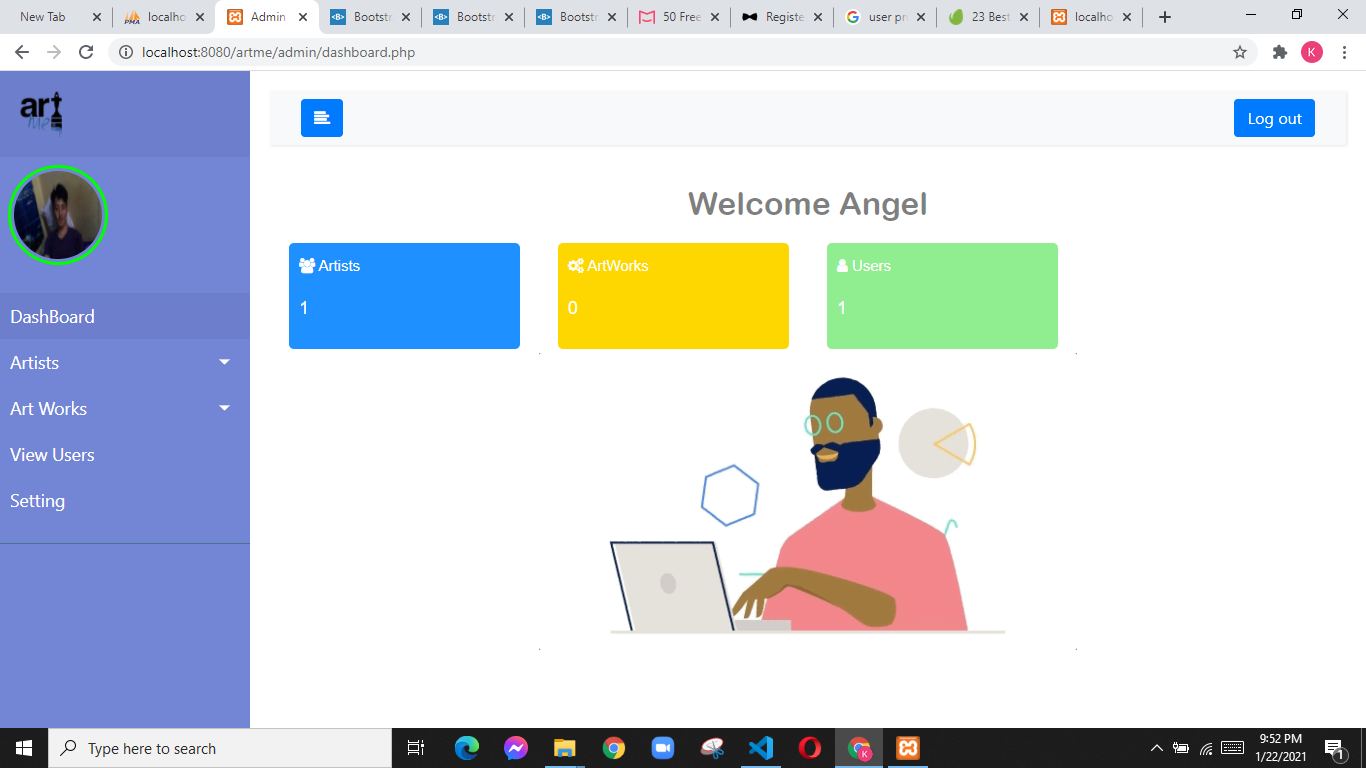 New Tab
localho
Admin
Bootstr
Bootstr
Bootstr
50 Free
Registe
user pr
23 Best
localho
localhost:8080/artme/admin/dashboard.php
K
art
me
Log out
Welcome Angel
Artists
1
ArtWorks
0
Users
1
DashBoard
Artists
Art Works
View Users
Setting
Type here to search
9:52 PM
1/22/2021
1